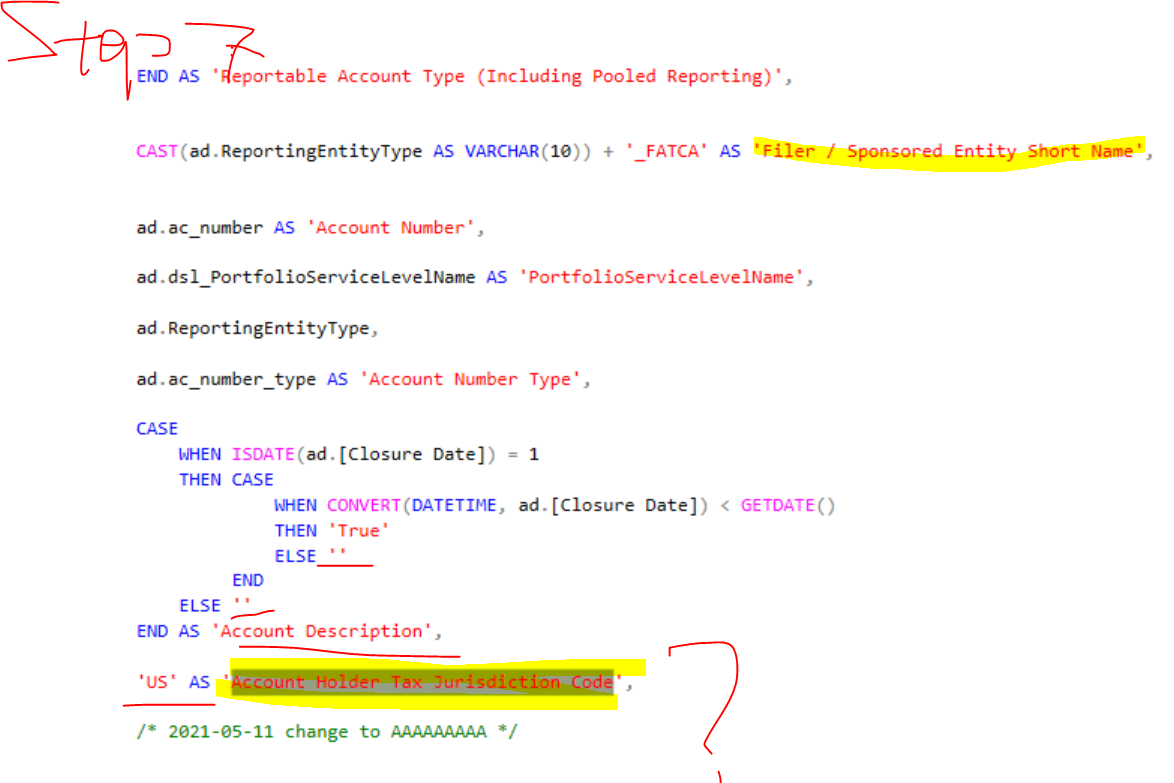 Step 7
END AS 'Reportable Account Type (Including Pooled Reporting)',
CAST(ad.ReportingEntityType AS VARCHAR(10)) + '_FATCA' AS 'Filer / Sponsored Entity Short Name',
ad.ac_number AS 'Account Number',
ad.dsl_PortfolioServiceLevelName AS 'PortfolioServiceLevelName',
ad.ReportingEntityType,
ad.ac_number_type AS 'Account Number Type',
CASE
WHEN ISDATE(ad.[Closure Date]) = 1
THEN CASE
WHEN CONVERT(DATETIME, ad.[Closure Date]) < GETDATE()
THEN 'True'
ELSE ''
END
ELSE ''
END AS 'Account Description',
'US' AS 'Account Holder Tax Jurisdiction Code',
?
/* 2021-05-11 change to AAAAAAAAA */